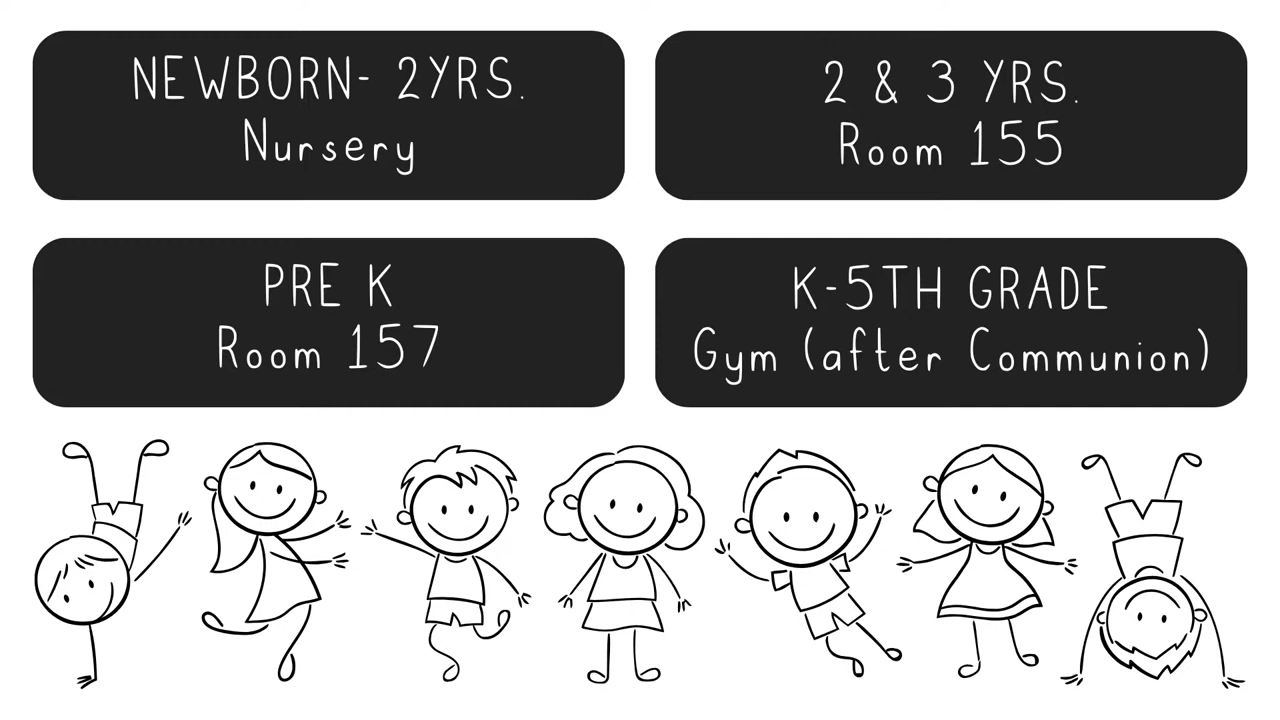 NEWBORN- 2YRS.
Nursery
2 & 3 YRS.
Room 155
PRE K
Room 157
K-5TH GRADE
Gym (after Communion)